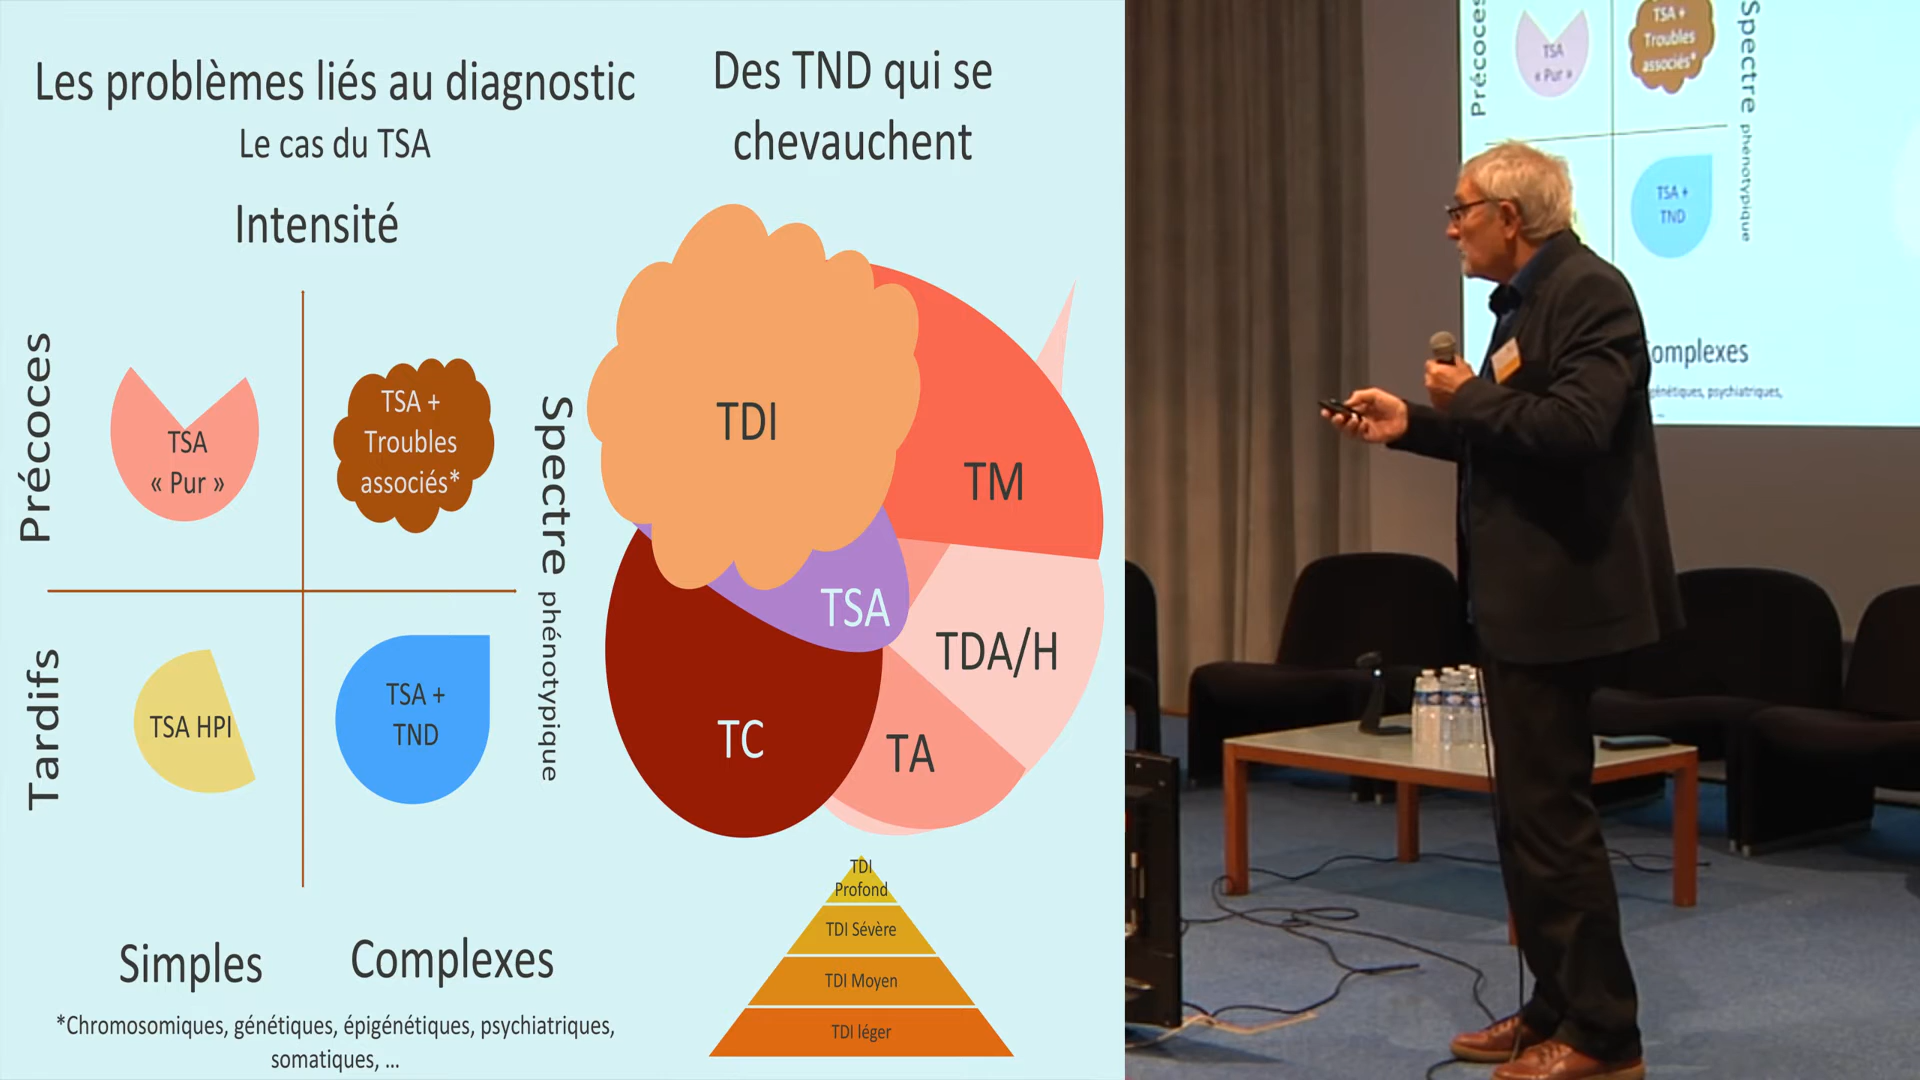 Les problèmes liés au diagnostic
Le cas du TSA
Intensité
Précoces
Tardifs
TSA
« Pur »
TSA +
Troubles
associés*
TSA HPI
TSA +
TND
Spectre phénotypique
Simples
Complexes
*Chromosomiques, génétiques, épigénétiques, psychiatriques,
somatiques, ...
Des TND qui se
chevauchent
TDI
TM
TSA
TDA/H
TC
TA
TDI
Profond
TDI Sévère
TDI Moyen
TDI léger
Précoces
TSA
« Pur »
TSA +
Troubles
associés*
Spectre phénotypique
TSA +
TND
omplexes
génétiques, psychiatriques,